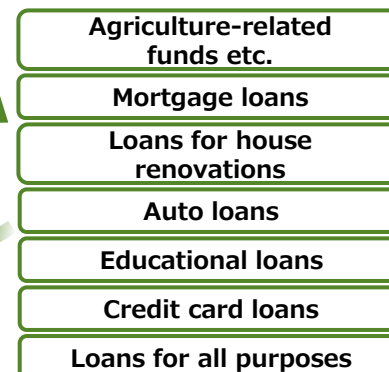 Agriculture-related
funds etc.
Mortgage loans
Loans for house
renovations
Auto loans
Educational loans
Credit card loans
Loans for all purposes